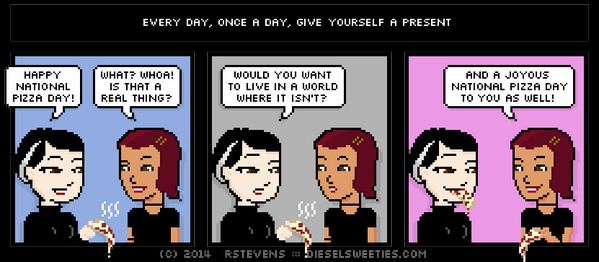 EVERY DAY, ONCE A DAY, GIVE YOURSELF A PRESENT
HAPPY
NATIONAL
PIZZA DAY!
WHAT? WHOA!
IS THAT A
REAL THING?
WOULD YOU WANT
TO LIVE IN A WORLD
WHERE IT ISN'T?
AND A JOYOUS
NATIONAL PIZZA DAY
TO YOU AS WELL!
(C) 2014 RSTEVENS ::: DIESELSWEETIES.COM